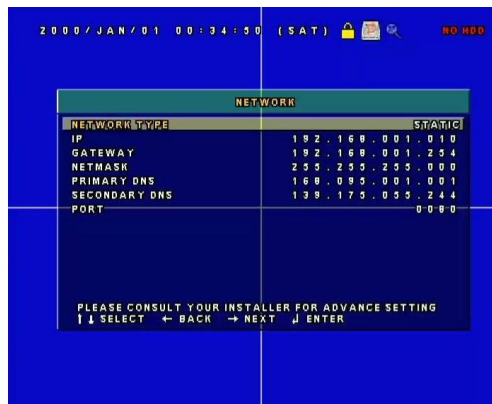 2000/JAN/01 00:34:50 (SAT) NO HDD
NETWORK
NETWORK TYPE STATIC
IP 192.168.001.010
GATEWAY 192.168.001.254
NETMASK 255.255.255.000
PRIMARY DNS 168.095.001.001
SECONDARY DNS 139.175.055.244
PORT 0080
PLEASE CONSULT YOUR INSTALLER FOR ADVANCE SETTING
↑↓ SELECT ← BACK → NEXT ↲ ENTER